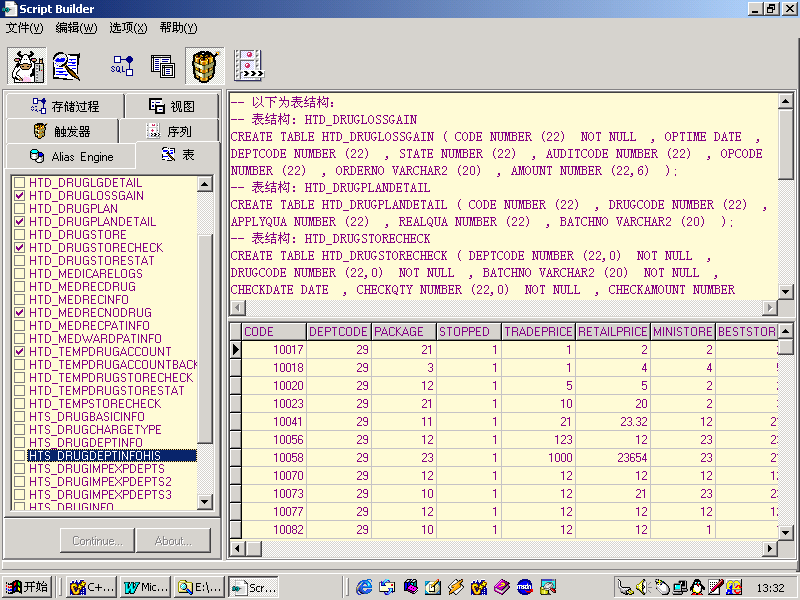 Script Builder
文件(V) 编辑(W) 选项(X) 帮助(Y)
SQL
存储过程 视图
触发器 序列
Alias Engine 表
HTD_DRUGLGDETAIL
HTD_DRUGLOSSGAIN
HTD_DRUGPLAN
HTD_DRUGPLANDETAIL
HTD_DRUGSTORE
HTD_DRUGSTORECHECK
HTD_DRUGSTORESTAT
HTD_MEDICARELOGS
HTD_MEDRECDRUG
HTD_MEDRECINFO
HTD_MEDRECNODRUG
HTD_MEDRECPATINFO
HTD_MEDWARDPATINFO
HTD_TEMPDRUGACCOUNT
HTD_TEMPDRUGACCOUNTBACK
HTD_TEMPDRUGSTORECHECK
HTD_TEMPDRUGSTORESTAT
HTD_TEMPSTORECHECK
HTS_DRUGBASICINFO
HTS_DRUGCHARGETYPE
HTS_DRUGDEPTINFO
HTS_DRUGDEPTINFOHIS
HTS_DRUGIMPEXPDEPTS
HTS_DRUGIMPEXPDEPTS2
HTS_DRUGIMPEXPDEPTS3
HTS_DRUGINFO
Continue... About...
-- 以下为表结构:
-- 表结构: HTD_DRUGLOSSGAIN
CREATE TABLE HTD_DRUGLOSSGAIN ( CODE NUMBER (22) NOT NULL , OPTIME DATE ,
DEPTCODE NUMBER (22) , STATE NUMBER (22) , AUDITCODE NUMBER (22) , OPCODE
NUMBER (22) , ORDERNO VARCHAR2 (20) , AMOUNT NUMBER (22,6) );
-- 表结构: HTD_DRUGPLANDETAIL
CREATE TABLE HTD_DRUGPLANDETAIL ( CODE NUMBER (22) , DRUGCODE NUMBER (22) ,
APPLYQUA NUMBER (22) , REALQUA NUMBER (22) , BATCHNO VARCHAR2 (20) );
-- 表结构: HTD_DRUGSTORECHECK
CREATE TABLE HTD_DRUGSTORECHECK ( DEPTCODE NUMBER (22,0) NOT NULL ,
DRUGCODE NUMBER (22,0) NOT NULL , BATCHNO VARCHAR2 (20) NOT NULL ,
CHECKDATE DATE , CHECKQTY NUMBER (22,0) NOT NULL , CHECKAMOUNT NUMBER
CODE DEPTCODE PACKAGE STOPPED TRADEPRICE RETAILPRICE MINISTORE BESTSTOR
10017 29 21 1 1 2 2
10018 29 3 1 1 4 4
10020 29 12 1 5 5 2
10023 29 21 1 10 20 2
10041 29 11 1 21 23.32 12
10056 29 12 1 123 12 23
10058 29 23 1 1000 23654 23
10070 29 12 1 12 12 12
10073 29 10 1 12 21 23
10077 29 12 1 12 12 12
10082 29 10 1 12 12 1
开始 C+... Mic... E:\... Scr... msdn 13:32